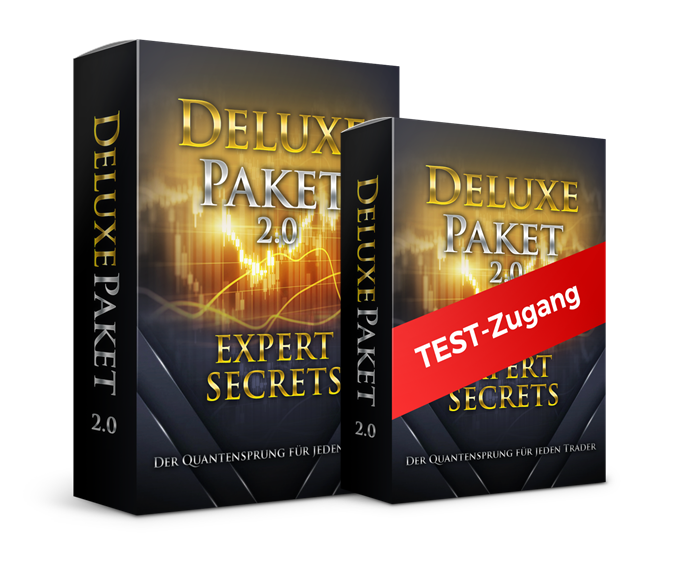 DELUXE PAKET 2.0
DELUXE
PAKET
2.0
EXPERT
SECRETS
DER QUANTENSPRUNG FÜR JEDEN
DELUXE PAKET 2.0
DELUXE
PAKET
2.0
TEST-Zugang
EXPERT
SECRETS
DER QUANTENSPRUNG FÜR JEDEN TRADER